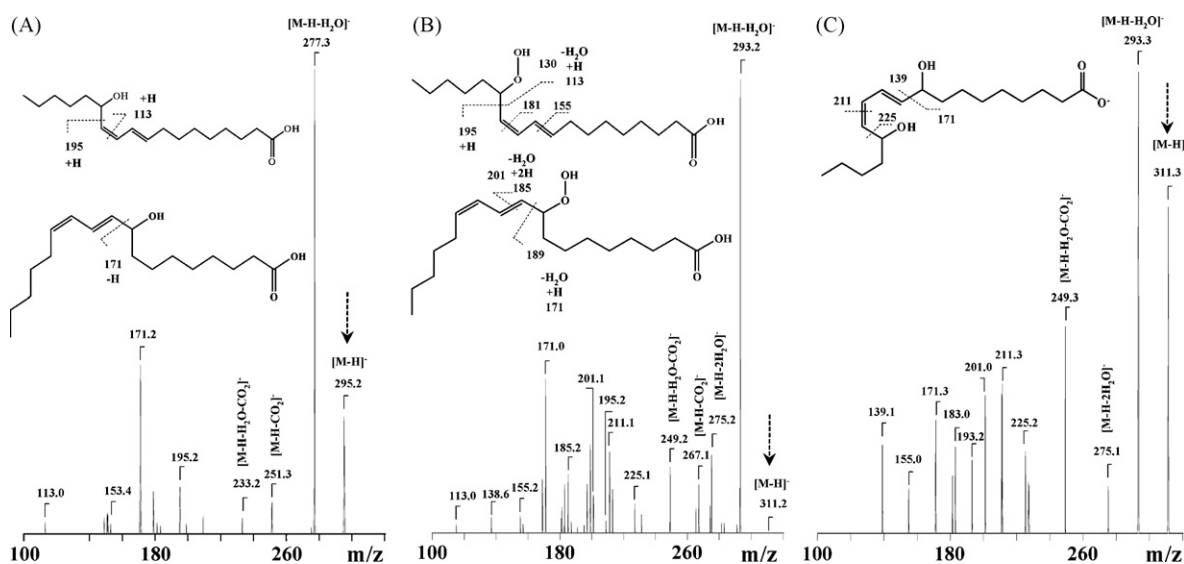 (A)
[M-H-H₂O]⁻
277.3
OH
+H
113
195
+H
OH
O
OH
171
-H
OH
O
171.2
[M-H]⁻
295.2
[M-H-H₂O-CO₂]⁻
[M-H-CO₂]⁻
113.0
153.4
195.2
233.2
251.3
100
180
260
m/z
(B)
[M-H-H₂O]⁻
293.2
OH
O
-H₂O
130
+H
113
181
155
195
+H
OH
O
-H₂O
+2H
201
185
OH
O
189
OH
O
-H₂O
+H
171
171.0
201.1
195.2
211.1
185.2
[M-H-H₂O-CO₂]⁻
[M-H-CO₂]⁻
[M-H-2H₂O]⁻
275.2
249.2
267.1
225.1
113.0
138.6
155.2
[M-H]⁻
311.2
100
180
260
m/z
(C)
[M-H-H₂O]⁻
293.3
139
OH
O
O⁻
211
171
225
OH
[M-H]
311.3
[M-H-H₂O-CO₂]⁻
249.3
211.3
201.0
171.3
183.0
139.1
193.2
225.2
155.0
[M-H-2H₂O]⁻
275.1
100
180
260
m/z